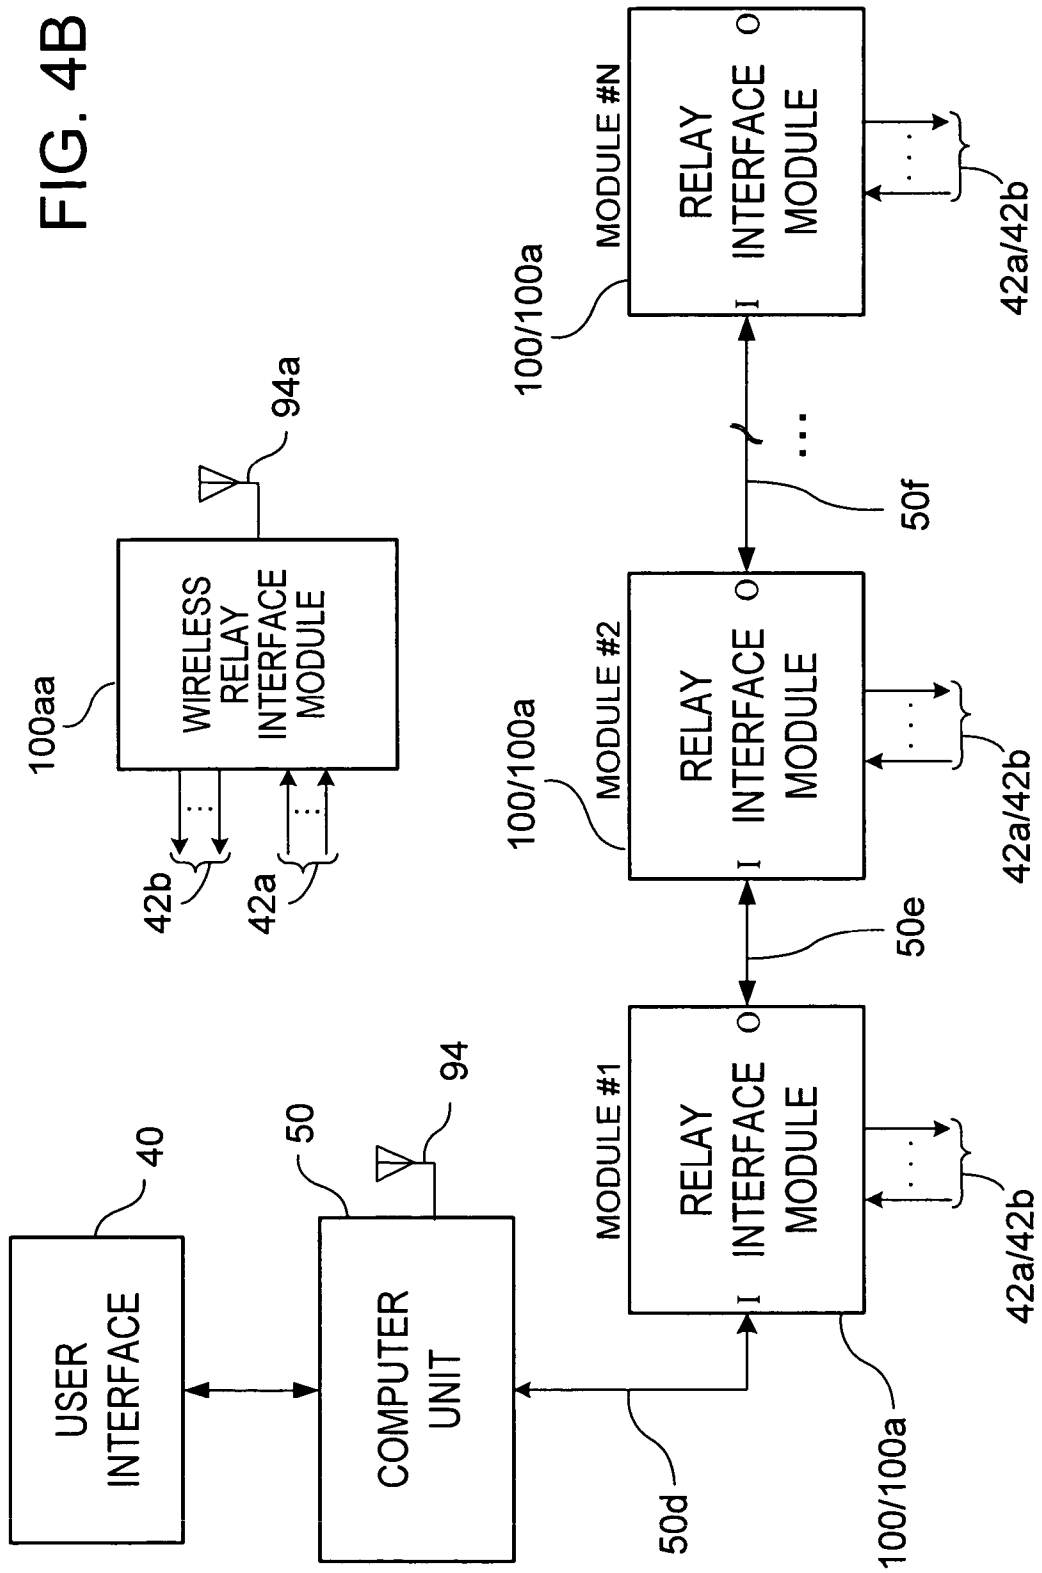 FIG. 4B
USER
INTERFACE
40
COMPUTER
UNIT
50
94
50d
WIRELESS
RELAY
INTERFACE
MODULE
100aa
94a
42b
...
42a
...
MODULE #1
I
RELAY
INTERFACE
MODULE
O
100/100a
...
42a/42b
50e
MODULE #2
100/100a
I
RELAY
INTERFACE
MODULE
O
...
42a/42b
50f
...
MODULE #N
100/100a
I
RELAY
INTERFACE
MODULE
O
...
42a/42b